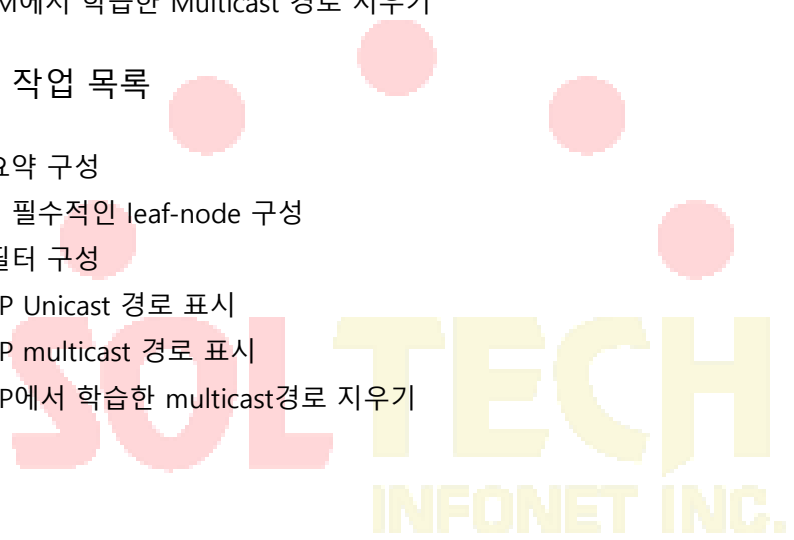 M에서 학습한 Multicast 경로 지우기
작업 목록
요약 구성
필수적인 leaf-node 구성
필터 구성
P Unicast 경로 표시
P multicast 경로 표시
P에서 학습한 multicast경로 지우기
SOLTECH
INFONET INC.